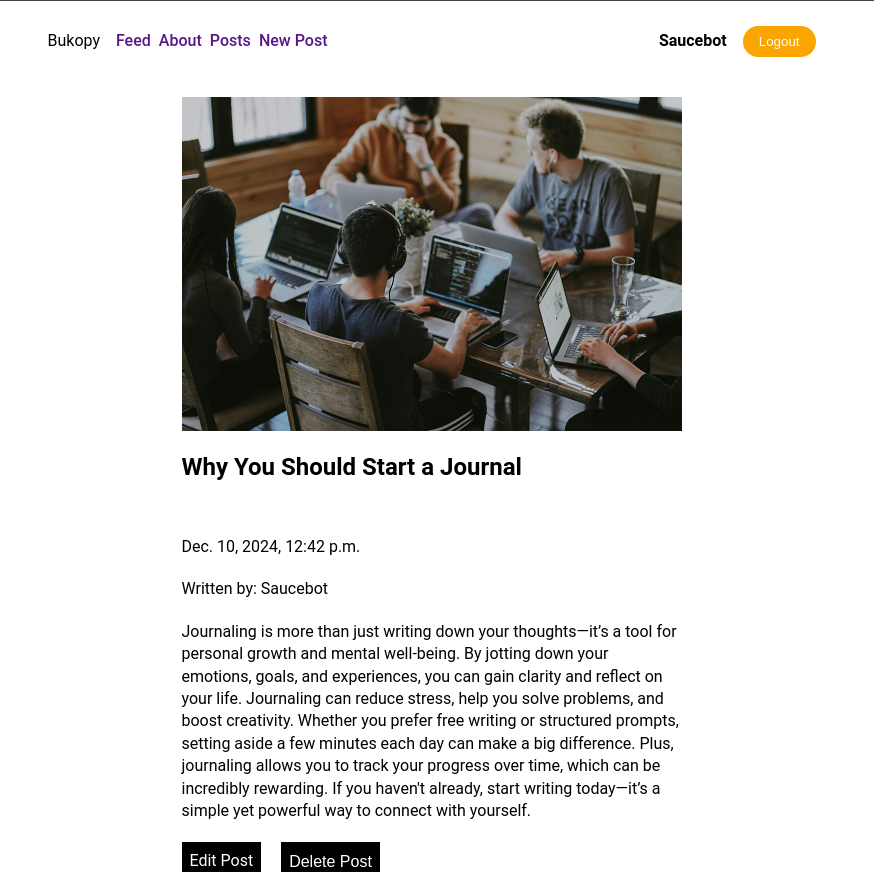 Bukopy Feed About Posts New Post Saucebot Logout
Why You Should Start a Journal
Dec. 10, 2024, 12:42 p.m.
Written by: Saucebot
Journaling is more than just writing down your thoughts—it’s a tool for
personal growth and mental well-being. By jotting down your
emotions, goals, and experiences, you can gain clarity and reflect on
your life. Journaling can reduce stress, help you solve problems, and
boost creativity. Whether you prefer free writing or structured prompts,
setting aside a few minutes each day can make a big difference. Plus,
journaling allows you to track your progress over time, which can be
incredibly rewarding. If you haven't already, start writing today—it’s a
simple yet powerful way to connect with yourself.
Edit Post Delete Post